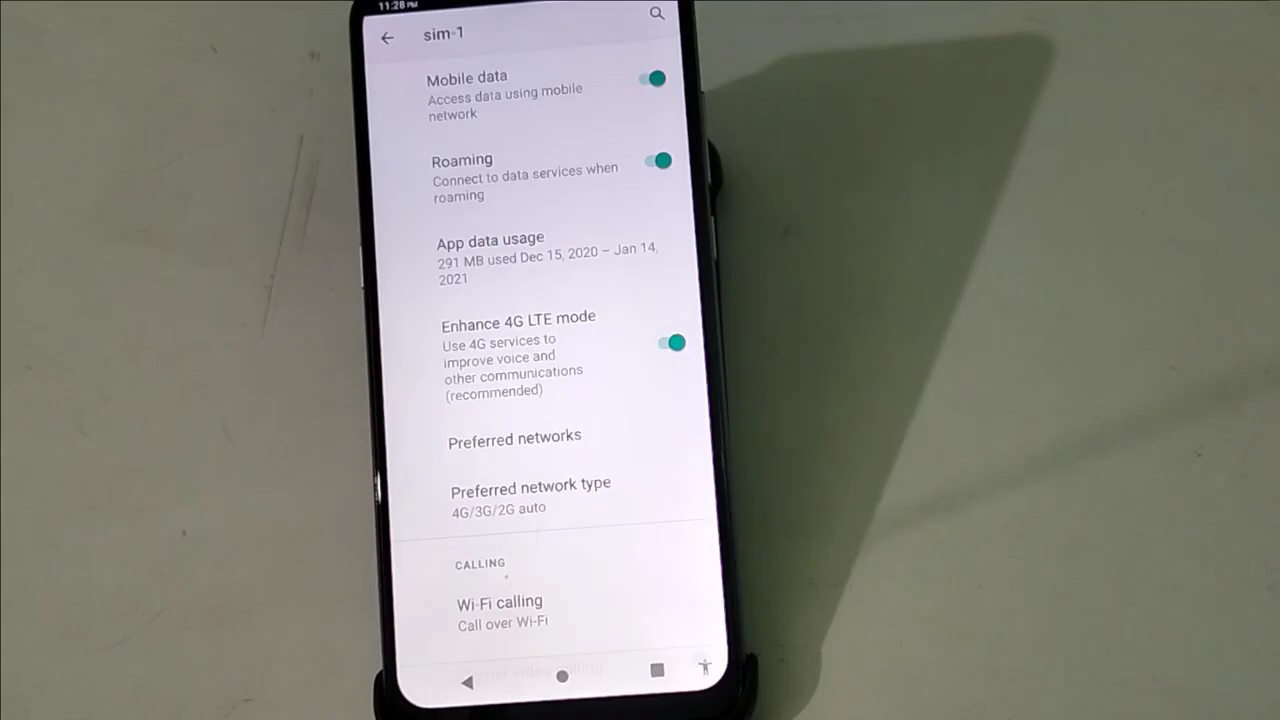 11:28 PM
sim-1
Mobile data
Access data using mobile
network
Roaming
Connect to data services when
roaming
App data usage
291 MB used Dec 15, 2020 – Jan 14,
2021
Enhance 4G LTE mode
Use 4G services to
improve voice and
other communications
(recommended)
Preferred networks
Preferred network type
4G/3G/2G auto
CALLING
Wi-Fi calling
Call over Wi-Fi